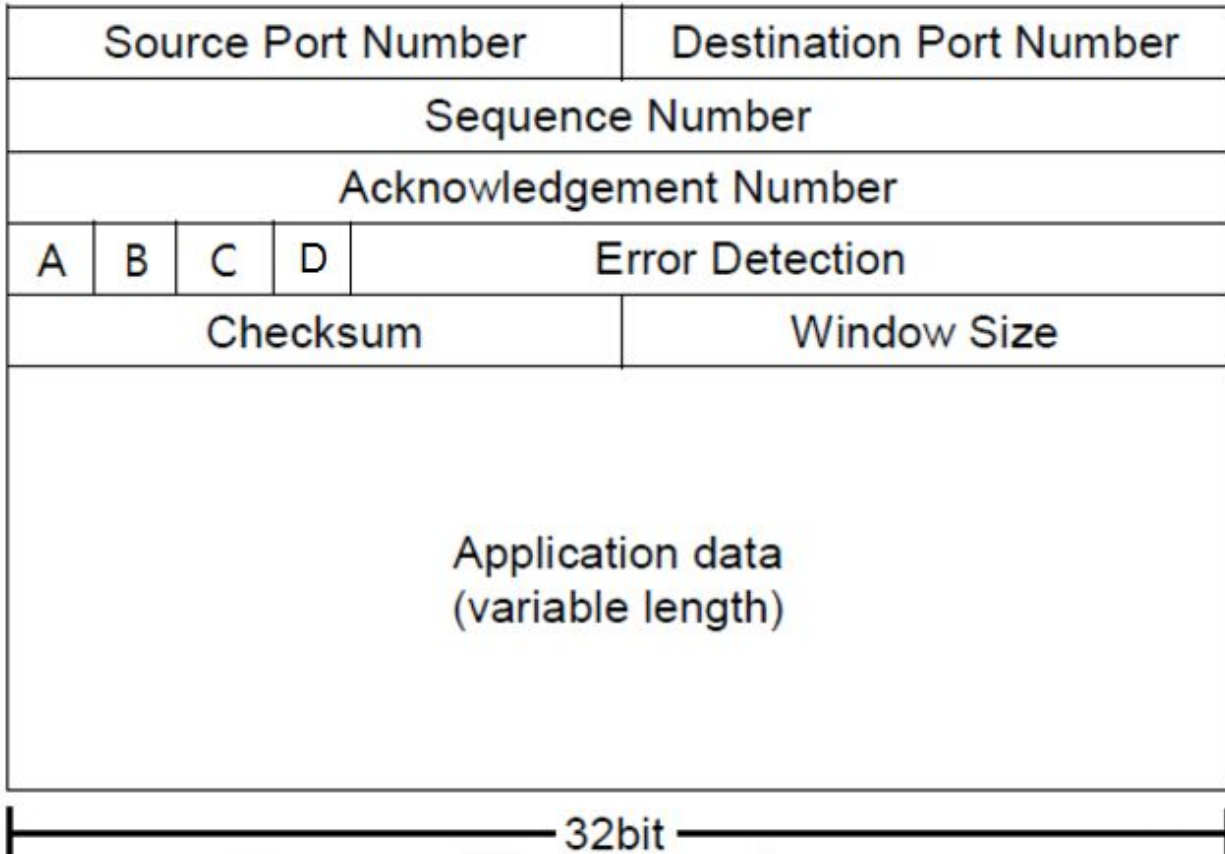 Source Port Number Destination Port Number
Sequence Number
Acknowledgement Number
A B C D Error Detection
Checksum Window Size
Application data
(variable length)
32bit